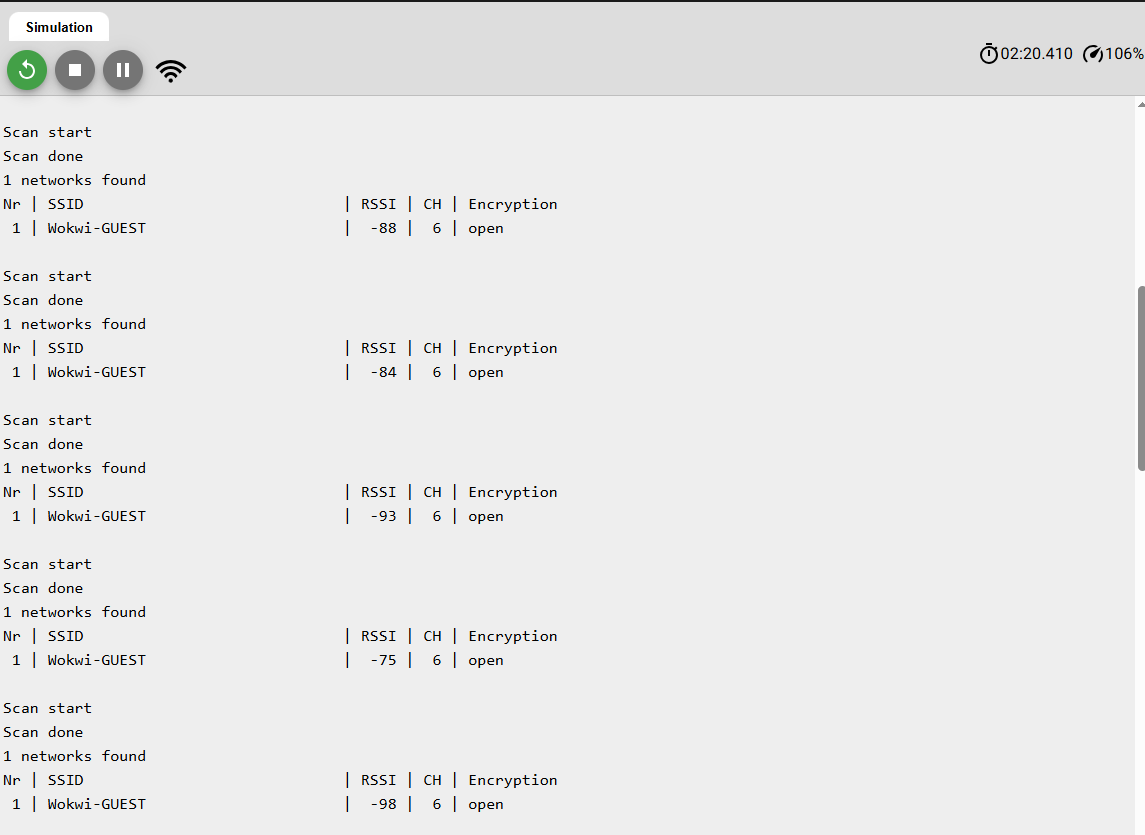 Simulation
02:20.410 106%
Scan start
Scan done
1 networks found
Nr | SSID                             | RSSI | CH | Encryption
 1 | Wokwi-GUEST                      |  -88 |  6 | open
Scan start
Scan done
1 networks found
Nr | SSID                             | RSSI | CH | Encryption
 1 | Wokwi-GUEST                      |  -84 |  6 | open
Scan start
Scan done
1 networks found
Nr | SSID                             | RSSI | CH | Encryption
 1 | Wokwi-GUEST                      |  -93 |  6 | open
Scan start
Scan done
1 networks found
Nr | SSID                             | RSSI | CH | Encryption
 1 | Wokwi-GUEST                      |  -75 |  6 | open
Scan start
Scan done
1 networks found
Nr | SSID                             | RSSI | CH | Encryption
 1 | Wokwi-GUEST                      |  -98 |  6 | open